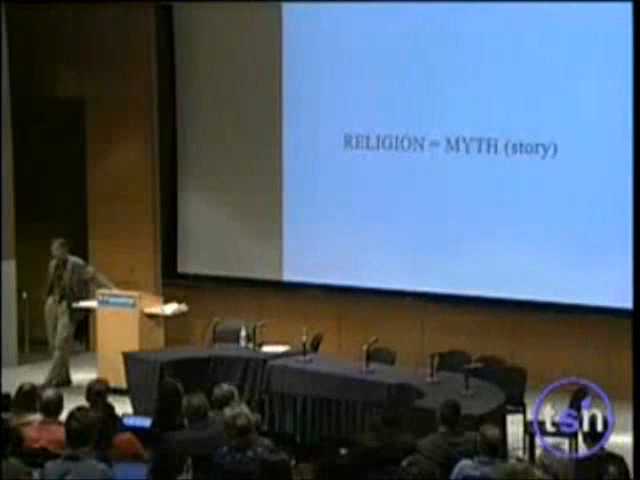 RELIGION = MYTH (story)
tsn